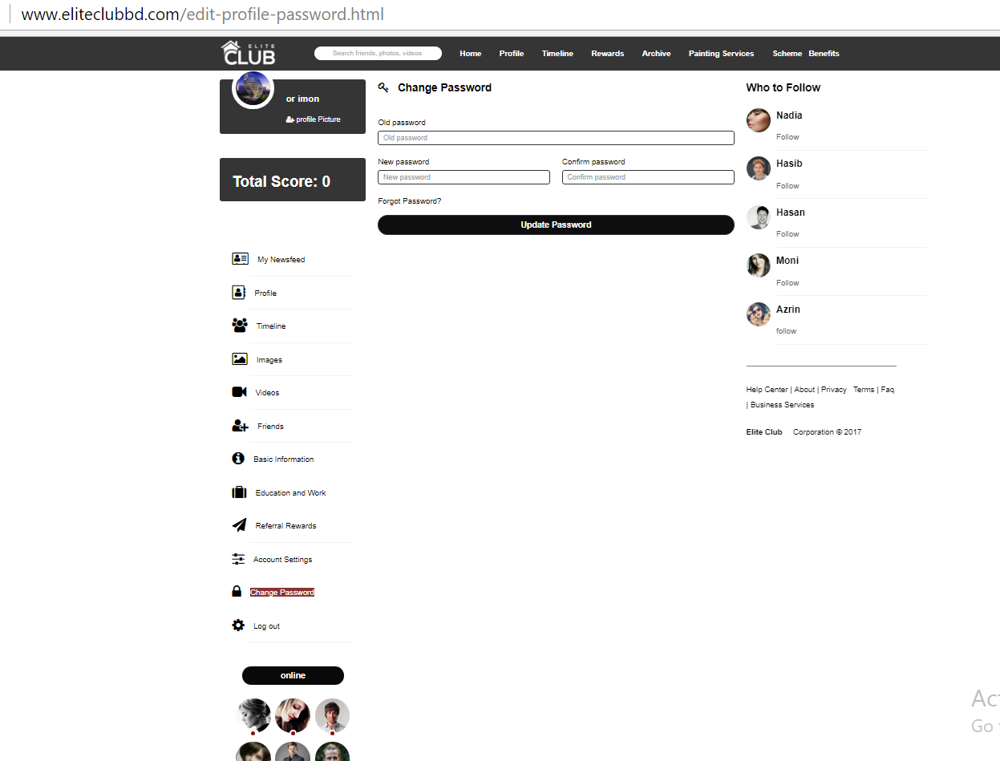 www.eliteclubbd.com/edit-profile-password.html
ELITE
CLUB
Search friends, photos, videos
Home
Profile
Timeline
Rewards
Archive
Painting Services
Scheme
Benefits
or imon
profile Picture
Total Score: 0
My Newsfeed
Profile
Timeline
Images
Videos
Friends
Basic Information
Education and Work
Referral Rewards
Account Settings
Change Password
Log out
online
Change Password
Old password
Old password
New password
Confirm password
New password
Confirm password
Forgot Password?
Update Password
Who to Follow
Nadia
Follow
Hasib
Follow
Hasan
Follow
Moni
Follow
Azrin
follow
Help Center | About | Privacy Terms | Faq
| Business Services
Elite Club Corporation © 2017
Go